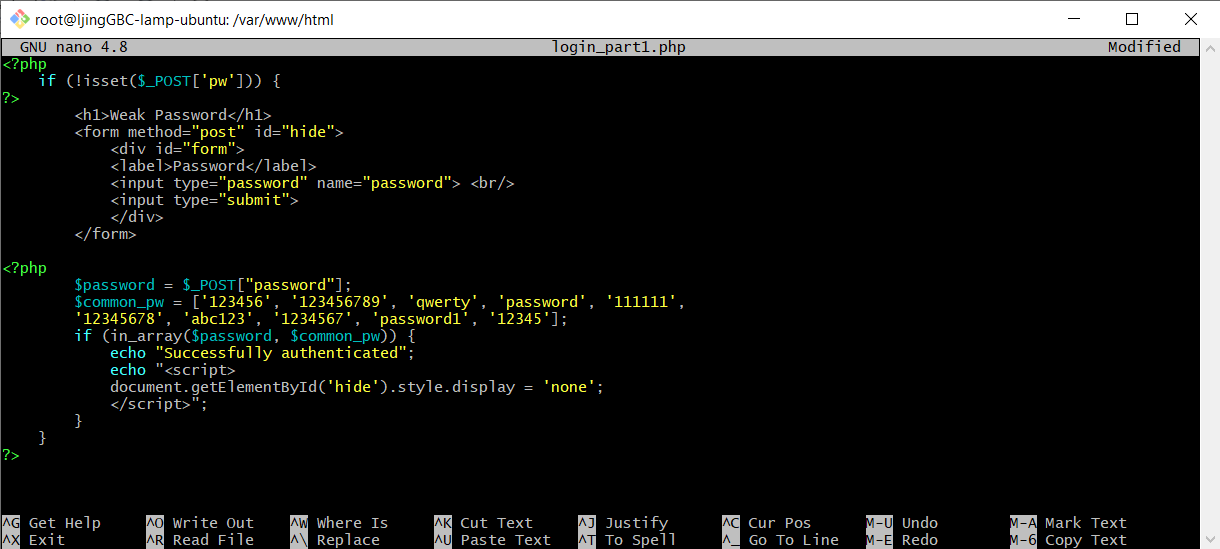 root@ljingGBC-lamp-ubuntu: /var/www/html
GNU nano 4.8 login_part1.php Modified
<?php
    if (!isset($_POST['pw'])) {
?>
        <h1>Weak Password</h1>
        <form method="post" id="hide">
            <div id="form">
            <label>Password</label>
            <input type="password" name="password"> <br/>
            <input type="submit">
            </div>
        </form>

<?php
        $password = $_POST["password"];
        $common_pw = ['123456', '123456789', 'qwerty', 'password', '111111',
        '12345678', 'abc123', '1234567', 'password1', '12345'];
        if (in_array($password, $common_pw)) {
            echo "Successfully authenticated";
            echo "<script>
            document.getElementById('hide').style.display = 'none';
            </script>";
        }
    }
?>
^G Get Help ^O Write Out ^W Where Is ^K Cut Text ^J Justify ^C Cur Pos M-U Undo M-A Mark Text
^X Exit ^R Read File ^\ Replace ^U Paste Text ^T To Spell ^_ Go To Line M-E Redo M-6 Copy Text